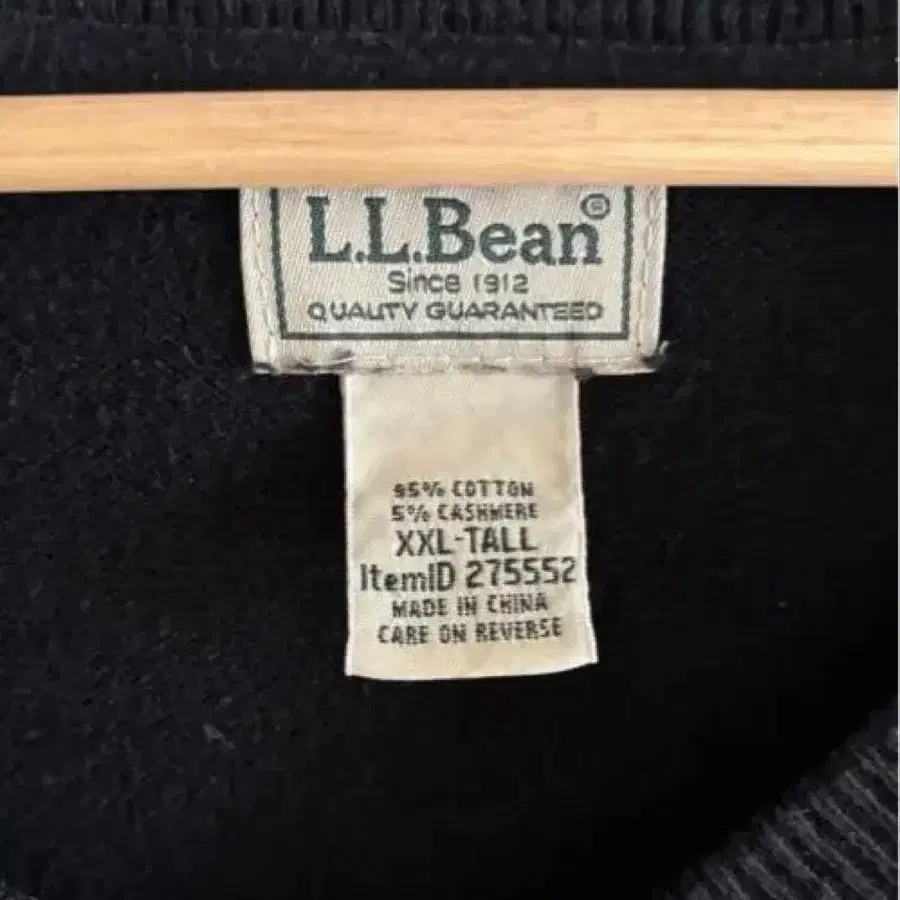 L.L.Bean®
Since 1912
QUALITY GUARANTEED
95% COTTON
5% CASHMERE
XXL-TALL
ItemID 275552
MADE IN CHINA
CARE ON REVERSE